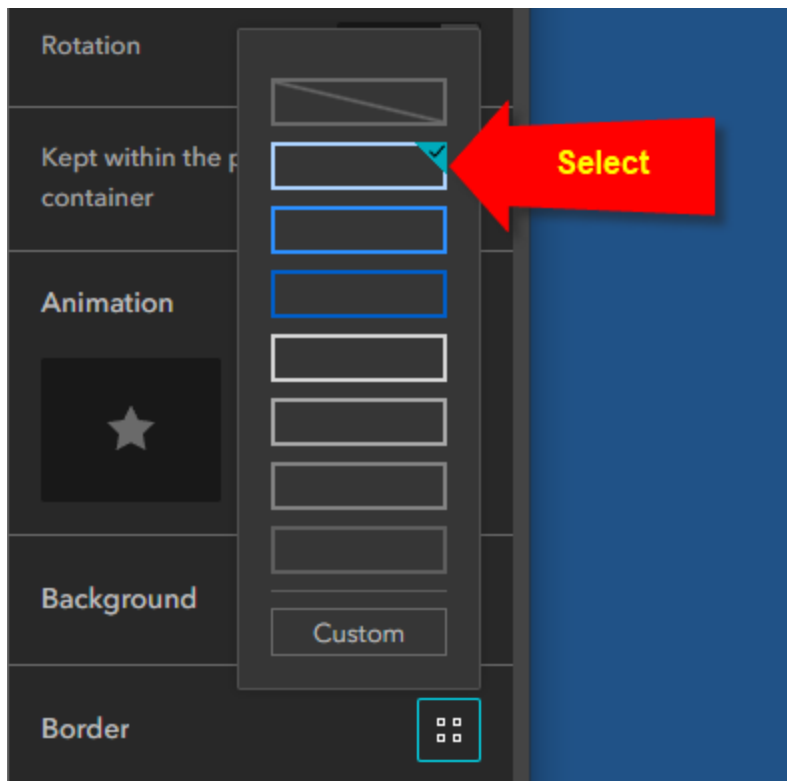 Rotation
Kept within the p
container
Select
Animation
Background
Custom
Border